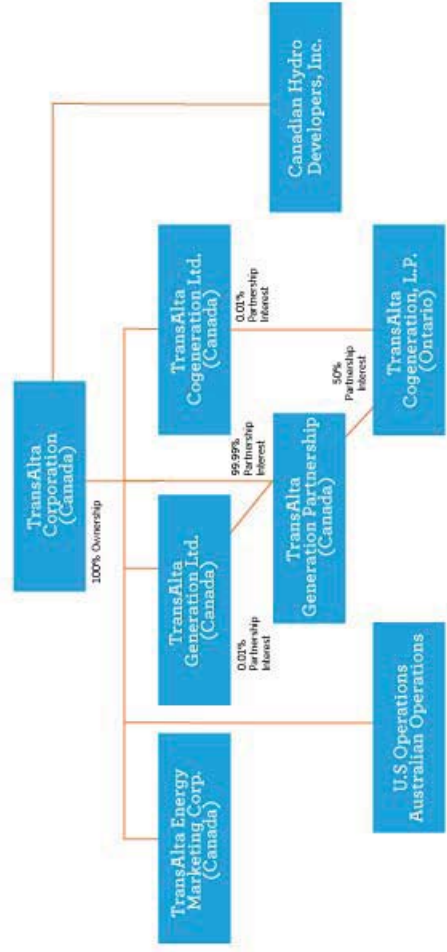 TransAlta
Corporation
(Canada)
100% Ownership
TransAlta Energy
Marketing Corp.
(Canada)
TransAlta
Generation Ltd.
(Canada)
TransAlta
Cogeneration Ltd.
(Canada)
0.01%
Partnership
Interest
99.99%
Partnership
Interest
0.01%
Partnership
Interest
Canadian Hydro
Developers, Inc.
TransAlta
Generation Partnership
(Canada)
50%
Partnership
Interest
U.S Operations
Australian Operations
TransAlta
Cogeneration, L.P.
(Ontario)